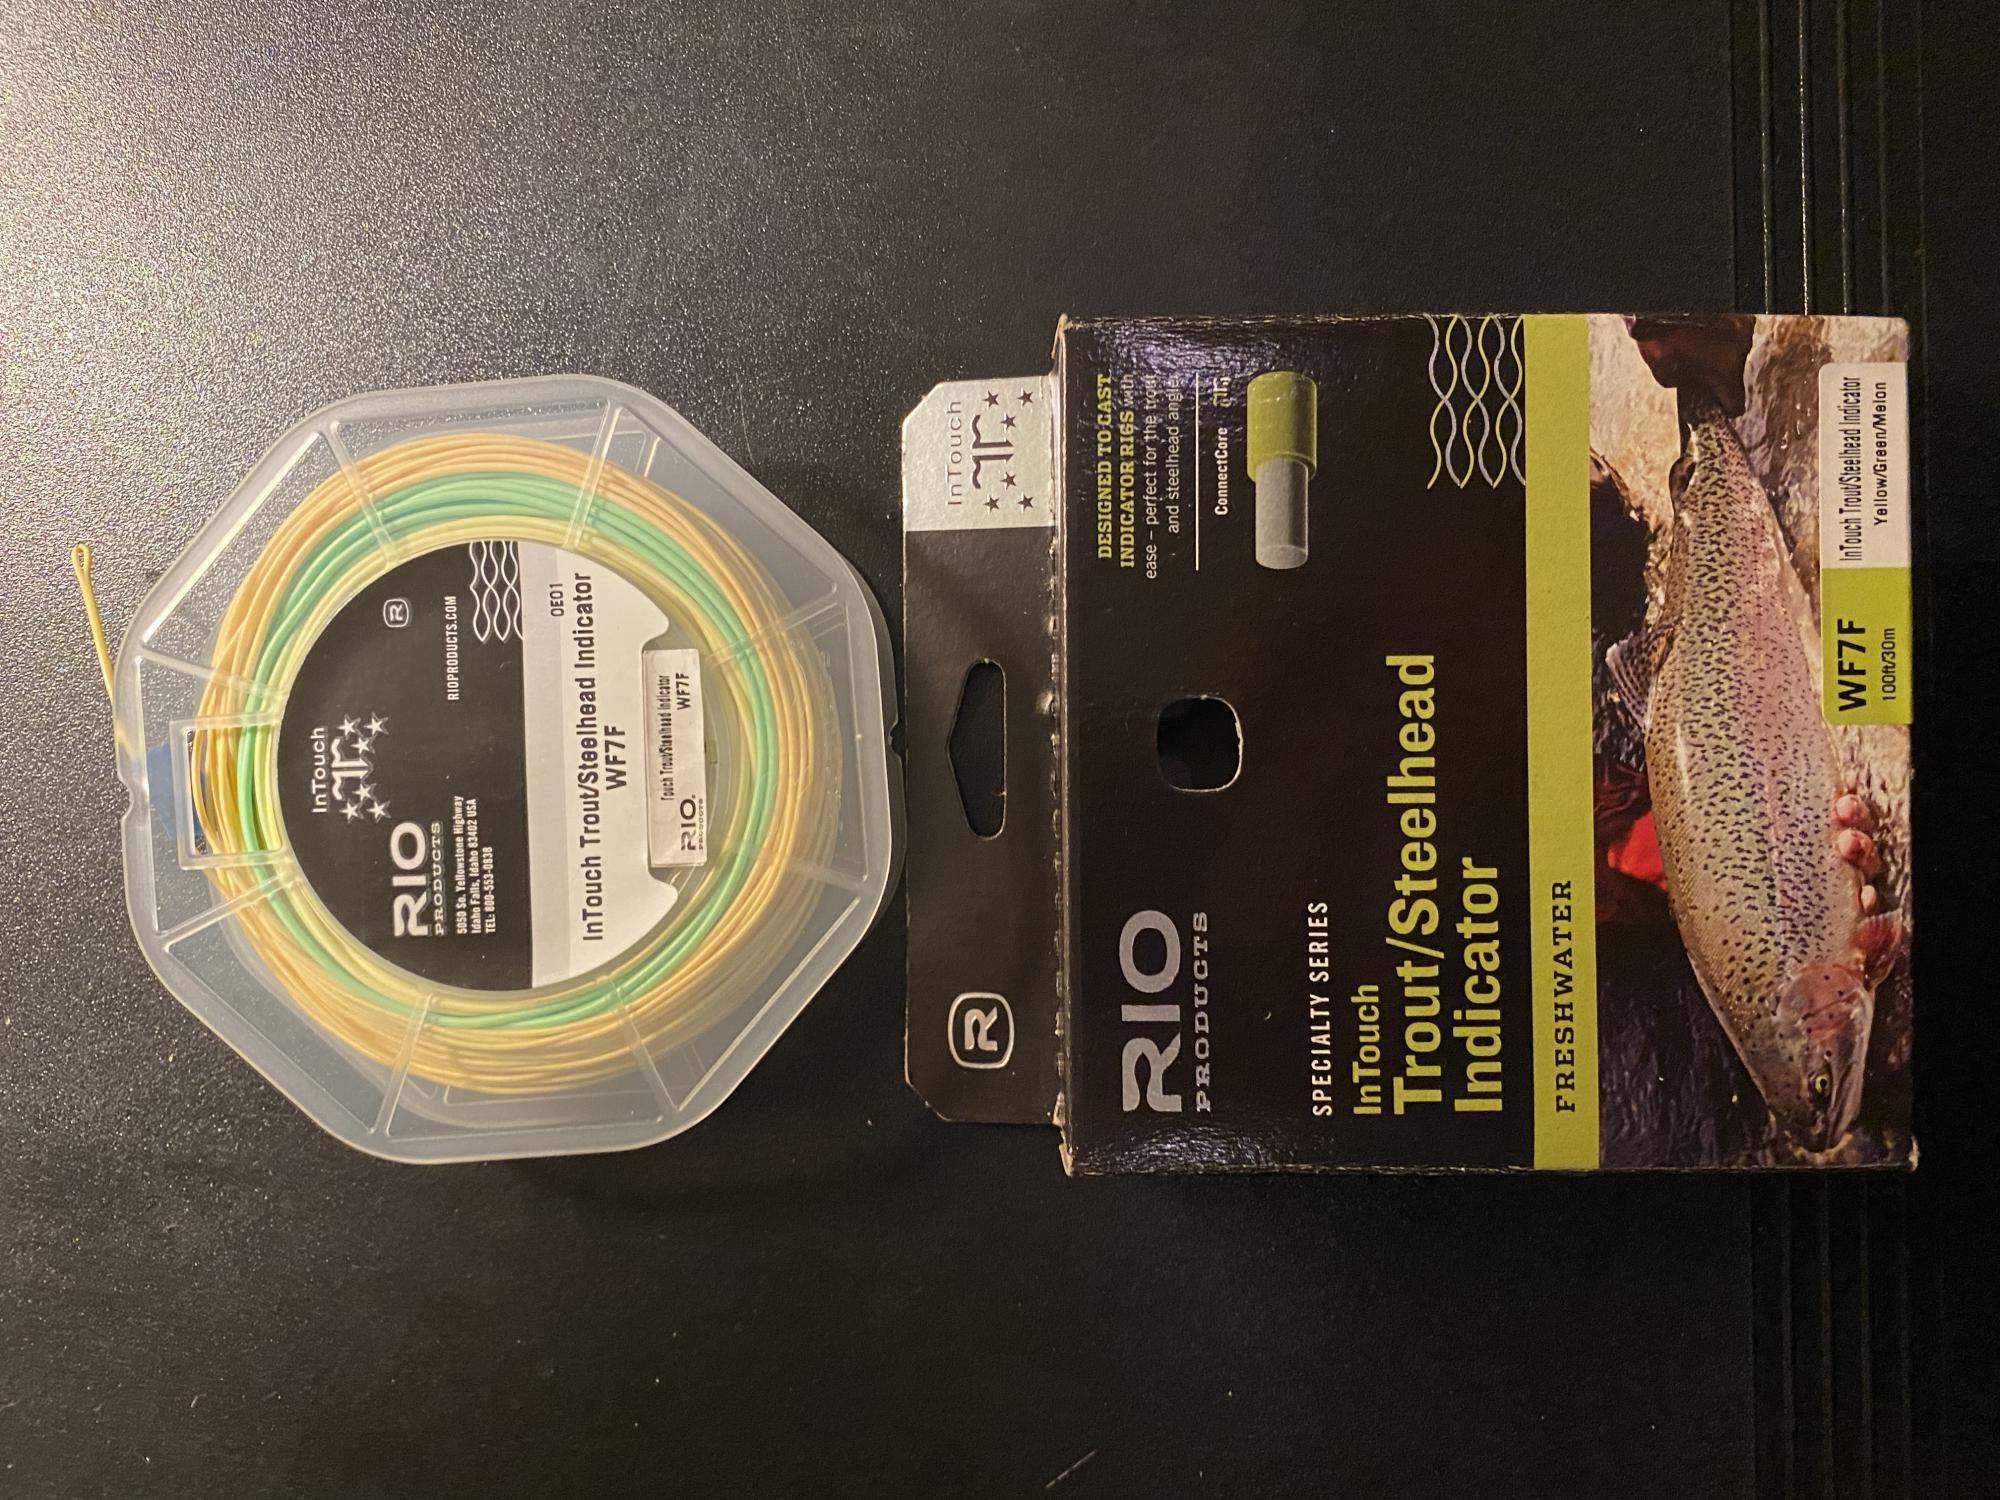 InTouch
RIO
PRODUCTS
5050 So. Yellowstone Highway
Idaho Falls, Idaho 83402 USA
TEL: 800-553-0838
RIOPRODUCTS.COM
R
OE01
InTouch Trout/Steelhead Indicator
WF7F
RIO
PRODUCTS
Touch Trout/Steelhead Indicator
WF7F
R
InTouch
RIO
PRODUCTS
DESIGNED TO CAST
INDICATOR RIGS with
ease – perfect for the trout
and steelhead angler
ConnectCore
SPECIALTY SERIES
InTouch
Trout/Steelhead
Indicator
FRESHWATER
WF7F
100ft/30m
InTouch Trout/Steelhead Indicator
Yellow/Green/Melon